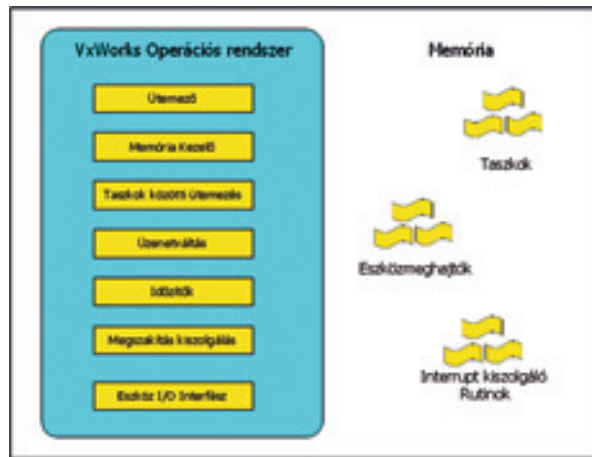 VxWorks Operációs rendszer
Ütemező
Memória Kezelő
Taszkok közötti ütemezés
Üzenetváltás
Időzítők
Megszakítás kiszolgálás
Eszköz I/O Interfész
Memória
Taszkok
Eszközmeghajtók
Interrupt kiszolgáló
Rutinok